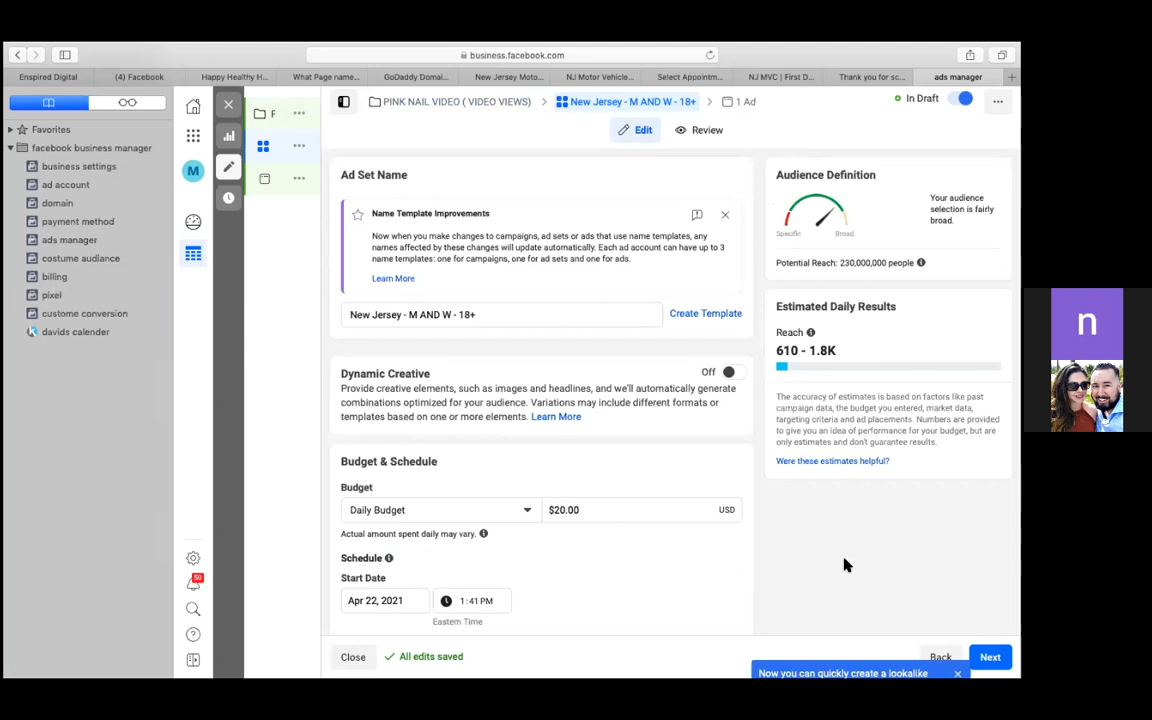 business.facebook.com
Enspired Digital
(4) Facebook
Happy Healthy H...
What Page name...
GoDaddy Domai...
New Jersey Moto...
NJ Motor Vehicle...
Select Appointm...
NJ MVC | First D...
Thank you for sc...
ads manager
Favorites
facebook business manager
business settings
ad account
domain
payment method
ads manager
costume audiance
billing
pixel
custome conversion
davids calender
M
50
F
PINK NAIL VIDEO ( VIDEO VIEWS)
New Jersey - M AND W - 18+
1 Ad
In Draft
Edit
Review
Ad Set Name
Name Template Improvements
Now when you make changes to campaigns, ad sets or ads that use name templates, any
names affected by these changes will update automatically. Each ad account can have up to 3
name templates: one for campaigns, one for ad sets and one for ads.
Learn More
New Jersey - M AND W - 18+
Create Template
Dynamic Creative
Off
Provide creative elements, such as images and headlines, and we'll automatically generate
combinations optimized for your audience. Variations may include different formats or
templates based on one or more elements. Learn More
Budget & Schedule
Budget
Daily Budget
$20.00
USD
Actual amount spent daily may vary.
Schedule
Start Date
Apr 22, 2021
1:41 PM
Eastern Time
Close
All edits saved
Back
Next
Audience Definition
Specific
Broad
Your audience
selection is fairly
broad.
Potential Reach: 230,000,000 people
Estimated Daily Results
Reach
610 - 1.8K
The accuracy of estimates is based on factors like past
campaign data, the budget you entered, market data,
targeting criteria and ad placements. Numbers are provided
to give you an idea of performance for your budget, but are
only estimates and don't guarantee results.
Were these estimates helpful?
Now you can quickly create a lookalike
n